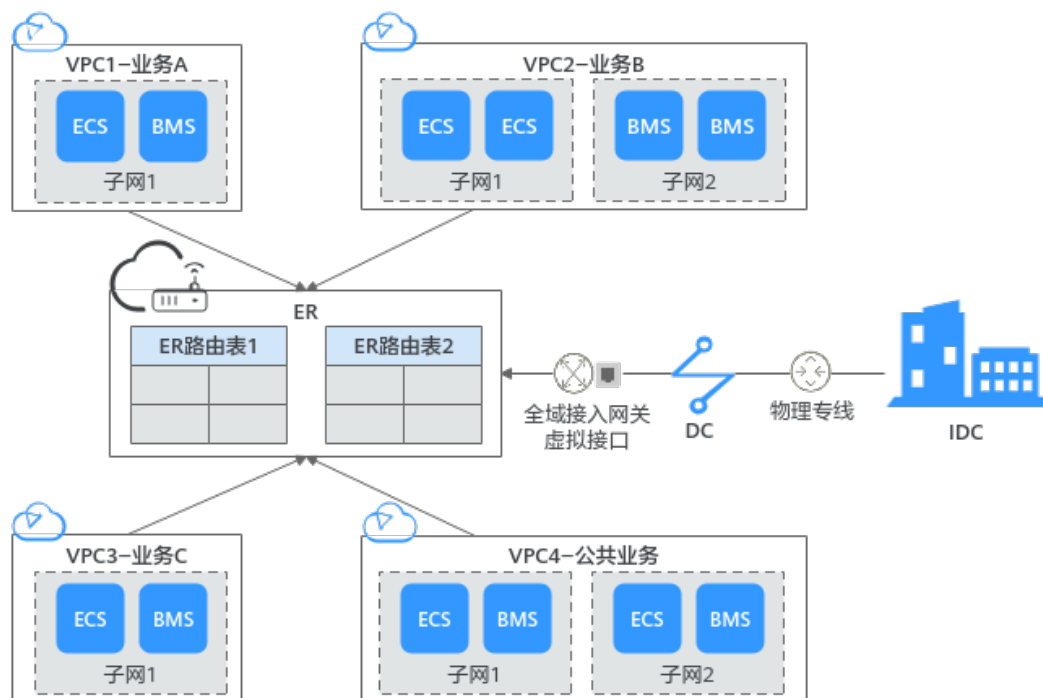 VPC1-业务A
ECS BMS
子网1
VPC2-业务B
ECS ECS
子网1
BMS BMS
子网2
ER
ER路由表1
ER路由表2
全域接入网关
虚拟接口
DC
物理专线
IDC
VPC3-业务C
ECS BMS
子网1
VPC4-公共业务
ECS BMS
子网1
ECS BMS
子网2